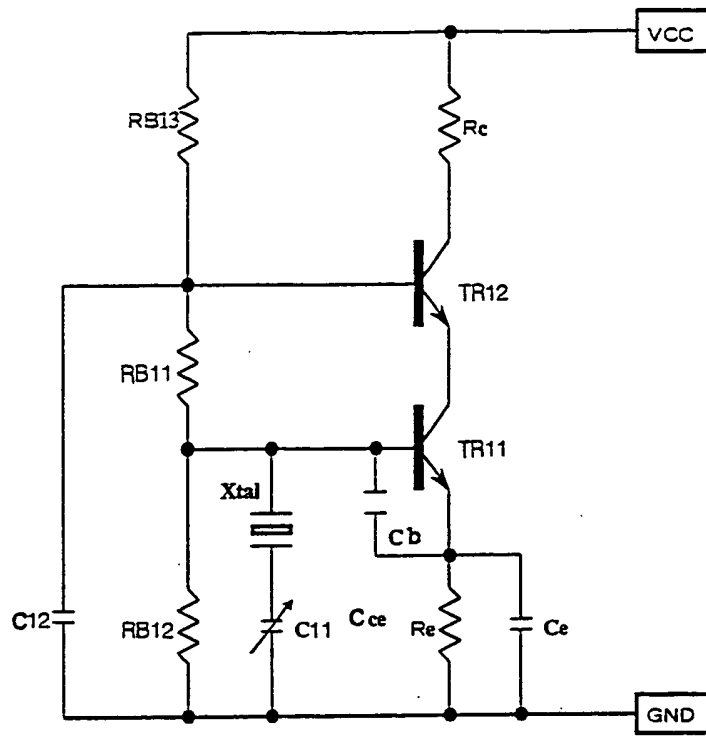 VCC
RB13
Rc
TR12
RB11
TR11
Xtal
Cb
C12
RB12
C11
Cce
Re
Ce
GND